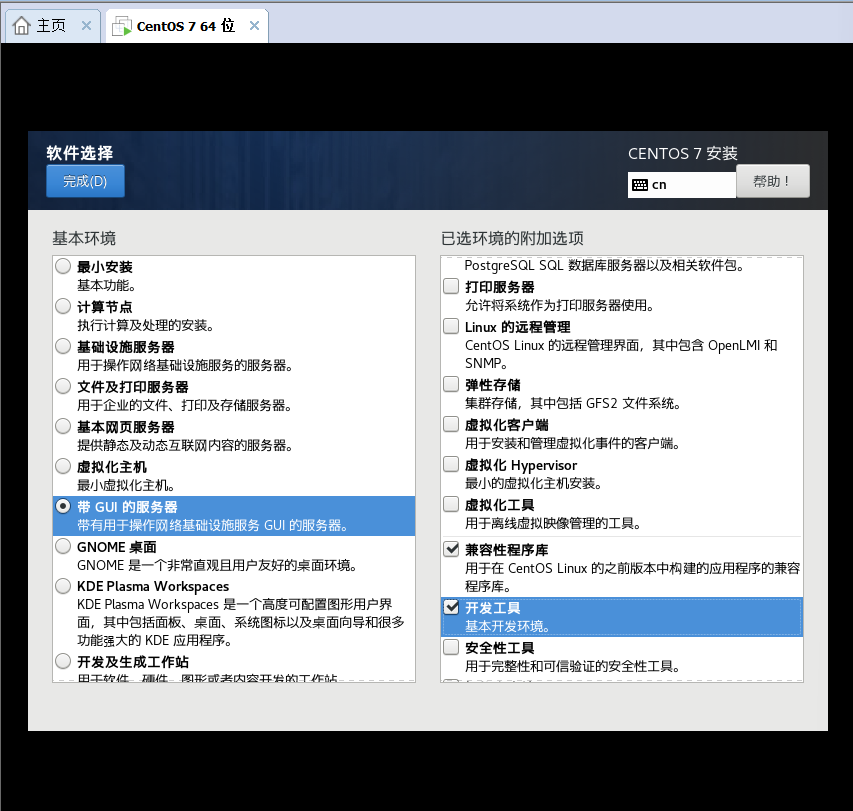 主页
CentOS 7 64 位
软件选择
CENTOS 7 安装
完成(D)
cn
帮助！
基本环境
已选环境的附加选项
最小安装
基本功能。
计算节点
执行计算及处理的安装。
基础设施服务器
用于操作网络基础设施服务的服务器。
文件及打印服务器
用于企业的文件、打印及存储服务器。
基本网页服务器
提供静态及动态互联网内容的服务器。
虚拟化主机
最小虚拟化主机。
带 GUI 的服务器
带有用于操作网络基础设施服务 GUI 的服务器。
GNOME 桌面
GNOME 是一个非常直观且用户友好的桌面环境。
KDE Plasma Workspaces
KDE Plasma Workspaces 是一个高度可配置图形用户界
面，其中包括面板、桌面、系统图标以及桌面向导和很多
功能强大的 KDE 应用程序。
开发及生成工作站
用于软件、硬件、图形或者内容开发的工作站
PostgreSQL SQL 数据库服务器以及相关软件包。
打印服务器
允许将系统作为打印服务器使用。
Linux 的远程管理
CentOS Linux 的远程管理界面，其中包含 OpenLMI 和
SNMP。
弹性存储
集群存储，其中包括 GFS2 文件系统。
虚拟化客户端
用于安装和管理虚拟化事件的客户端。
虚拟化 Hypervisor
最小的虚拟化主机安装。
虚拟化工具
用于离线虚拟映像管理的工具。
兼容性程序库
用于在 CentOS Linux 的之前版本中构建的应用程序的兼容
程序库。
开发工具
基本开发环境。
安全性工具
用于完整性和可信验证的安全性工具。